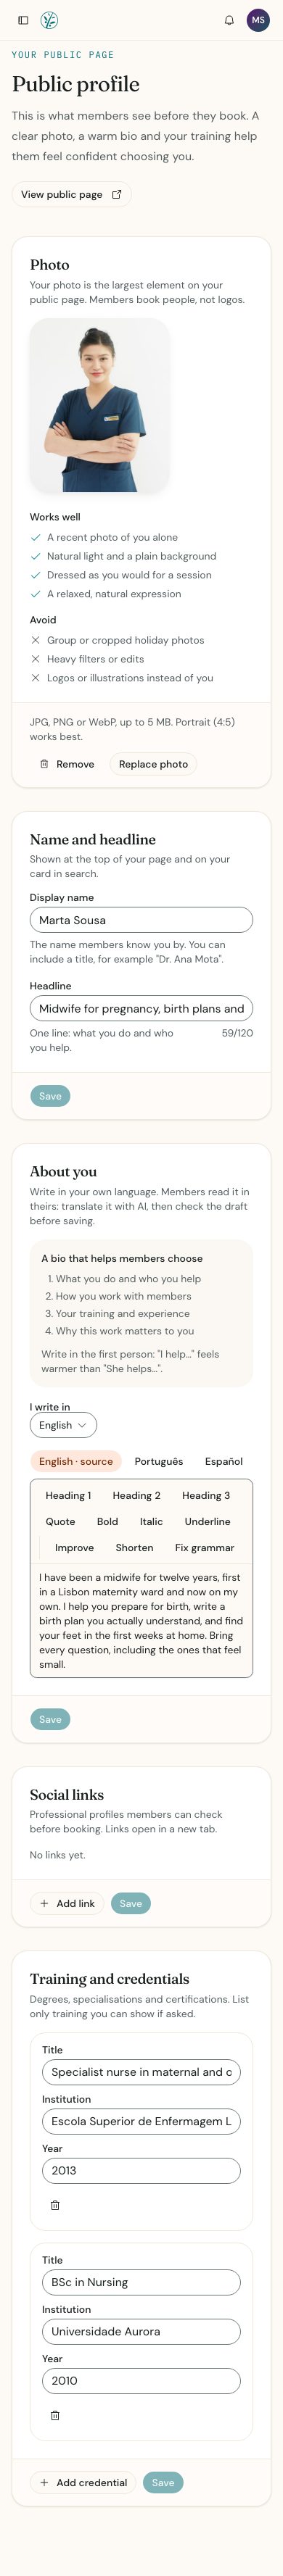 MS
YOUR PUBLIC PAGE
Public profile
This is what members see before they book. A
clear photo, a warm bio and your training help
them feel confident choosing you.
View public page
Photo
Your photo is the largest element on your
public page. Members book people, not logos.
Works well
A recent photo of you alone
Natural light and a plain background
Dressed as you would for a session
A relaxed, natural expression
Avoid
Group or cropped holiday photos
Heavy filters or edits
Logos or illustrations instead of you
JPG, PNG or WebP, up to 5 MB. Portrait (4:5)
works best.
Remove
Replace photo
Name and headline
Shown at the top of your page and on your
card in search.
Display name
Marta Sousa
The name members know you by. You can
include a title, for example "Dr. Ana Mota".
Headline
Midwife for pregnancy, birth plans and
One line: what you do and who
you help.
59/120
Save
About you
Write in your own language. Members read it in
theirs: translate it with AI, then check the draft
before saving.
A bio that helps members choose
1. What you do and who you help
2. How you work with members
3. Your training and experience
4. Why this work matters to you
Write in the first person: "I help..." feels
warmer than "She helps...".
I write in
English
English · source
Português
Español
Heading 1
Heading 2
Heading 3
Quote
Bold
Italic
Underline
Improve
Shorten
Fix grammar
I have been a midwife for twelve years, first
in a Lisbon maternity ward and now on my
own. I help you prepare for birth, write a
birth plan you actually understand, and find
your feet in the first weeks at home. Bring
every question, including the ones that feel
small.
Save
Social links
Professional profiles members can check
before booking. Links open in a new tab.
No links yet.
Add link
Save
Training and credentials
Degrees, specialisations and certifications. List
only training you can show if asked.
Title
Specialist nurse in maternal and
Institution
Escola Superior de Enfermagem L
Year
2013
Title
BSc in Nursing
Institution
Universidade Aurora
Year
2010
Add credential
Save